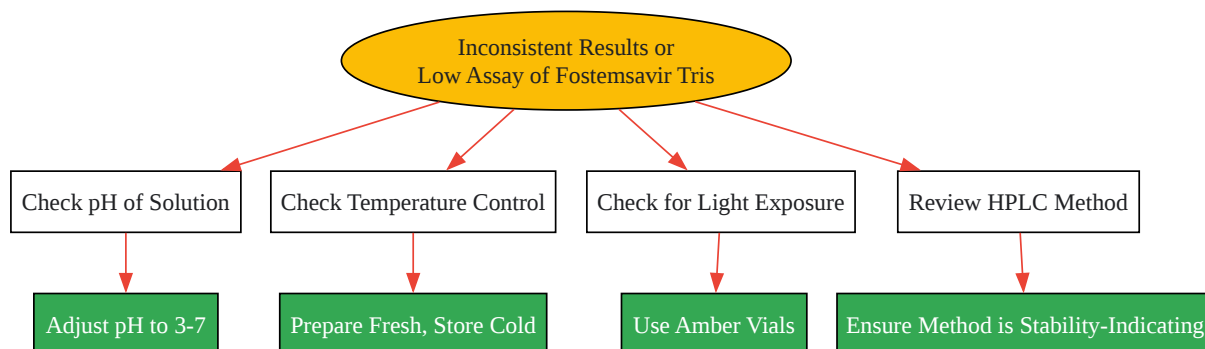 Inconsistent Results or
Low Assay of Fostemsavir Tris
Check pH of Solution
Check Temperature Control
Check for Light Exposure
Review HPLC Method
Adjust pH to 3-7
Prepare Fresh, Store Cold
Use Amber Vials
Ensure Method is Stability-Indicating